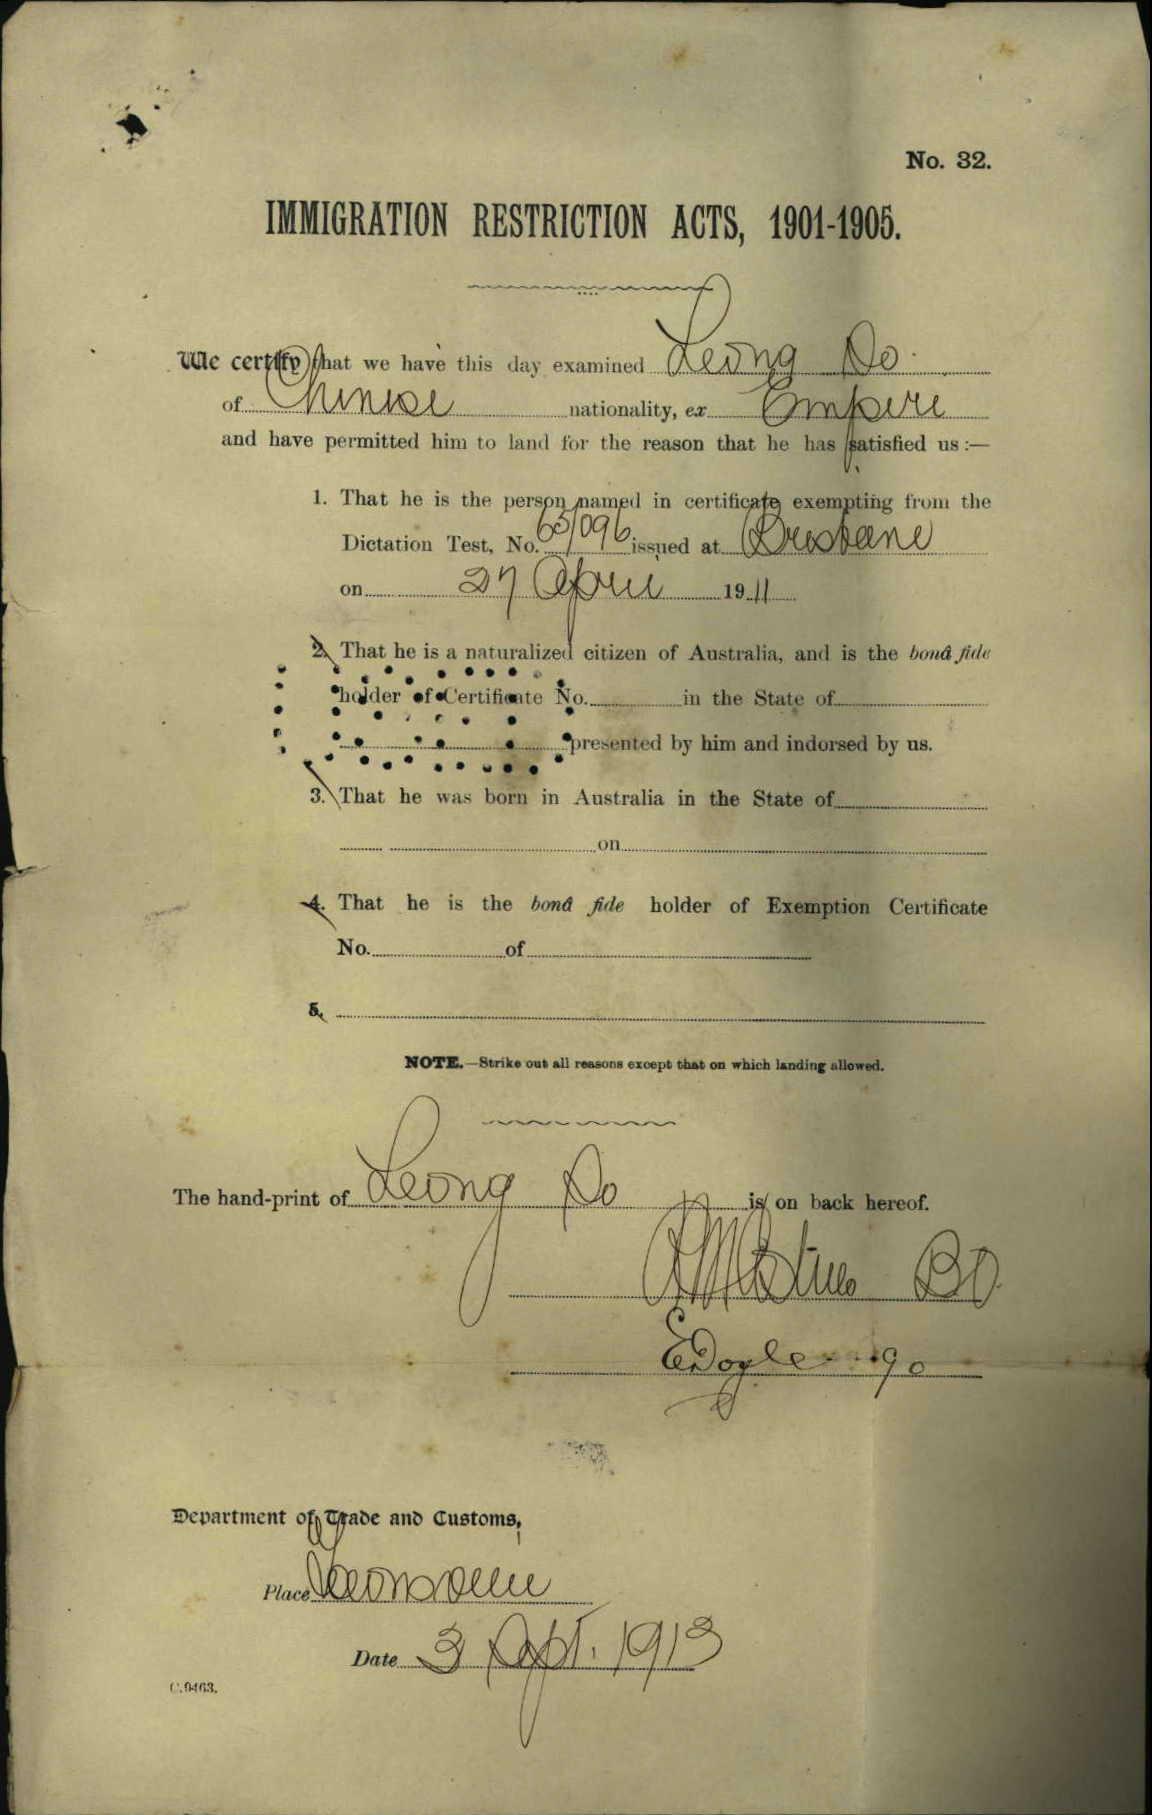 No. 32.
IMMIGRATION RESTRICTION ACTS, 1901-1905.
We certify that we have this day examined Leong So
of Chinese nationality, ex Empire
and have permitted him to land for the reason that he has satisfied us :—
1. That he is the person named in certificate exempting from the
Dictation Test, No. 63/096 issued at Brisbane
on 27 April 1911
2. That he is a naturalized citizen of Australia, and is the bonâ fide
holder of Certificate No. in the State of
presented by him and indorsed by us.
3. That he was born in Australia in the State of
on
4. That he is the bonâ fide holder of Exemption Certificate
No. of
5.
NOTE.—Strike out all reasons except that on which landing allowed.
The hand-print of Leong So is on back hereof.
E Doyle
Department of Trade and Customs,
Place Townsville
Date 3 Sept. 1913
C.9463.